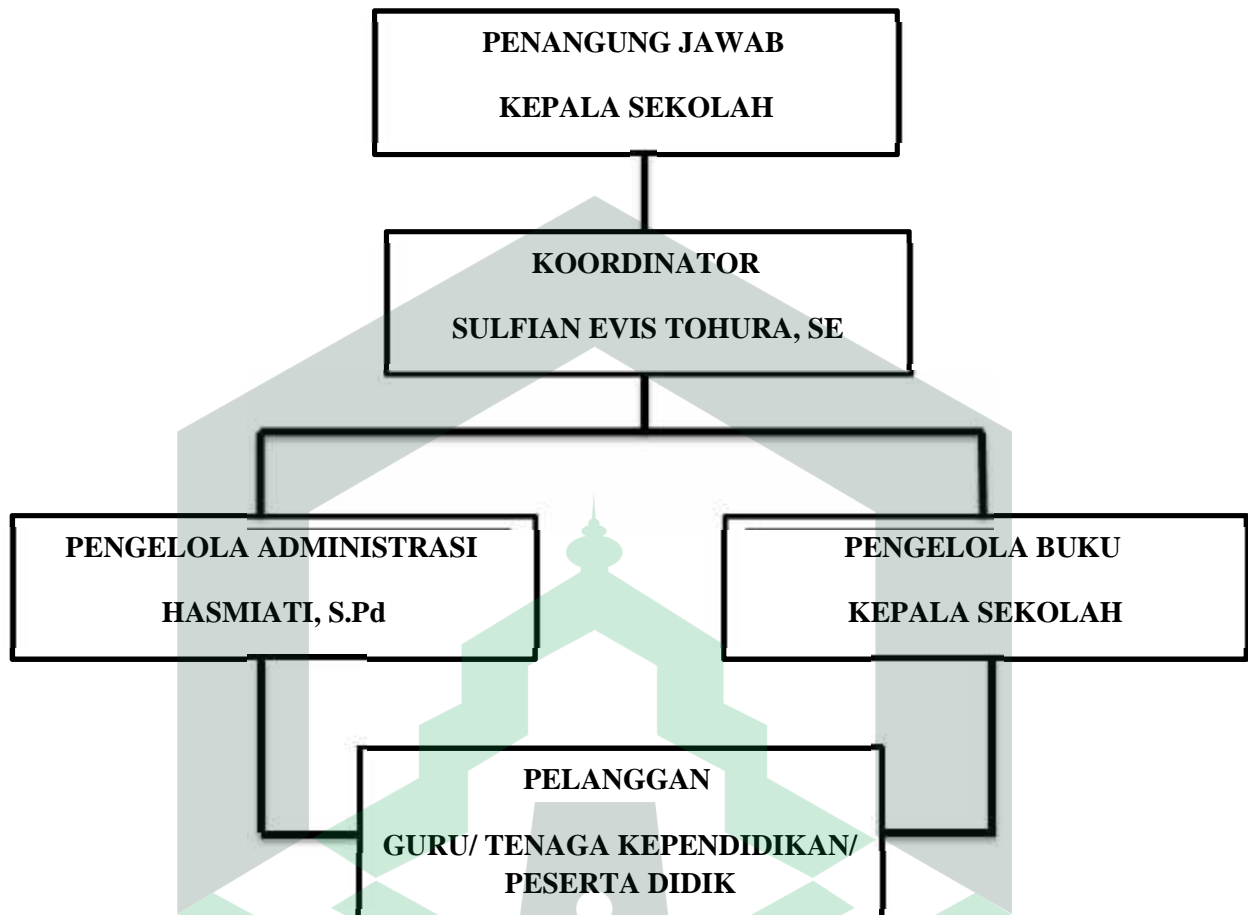 PENANGUNG JAWAB
KEPALA SEKOLAH
KOORDINATOR
SULFIAN EVIS TOHURA, SE
PENGELOLA ADMINISTRASI
HASMIATI, S.Pd
PENGELOLA BUKU
KEPALA SEKOLAH
PELANGGAN
GURU/ TENAGA KEPENDIDIKAN/
PESERTA DIDIK